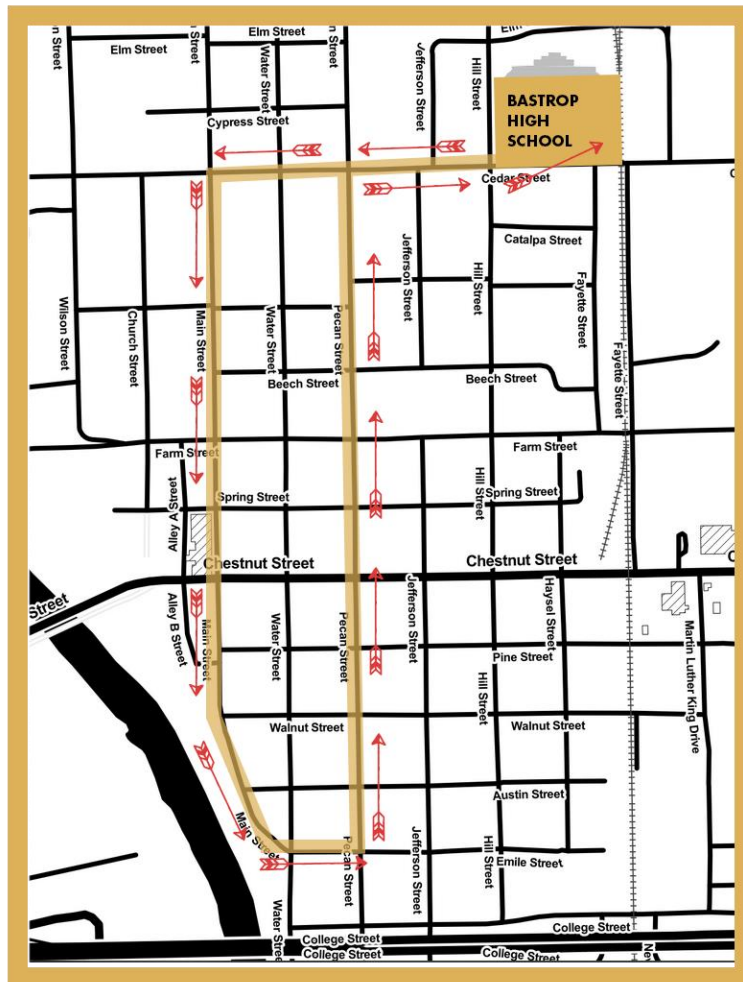 Elm Street
Elm Street
Water Street
Jefferson Street
Hill Street
Cypress Street
BASTROP
HIGH
SCHOOL
Cedar Street
Catalpa Street
Jefferson Street
Hill Street
Fayette Street
Wilson Street
Church Street
Main Street
Water Street
Pecan Street
Fayette Street
Beech Street
Beech Street
Farm Street
Farm Street
Spring Street
Hill Street
Spring Street
Alley A Street
Chestnut Street
Chestnut Street
Street
Alley B Street
Main Street
Water Street
Pecan Street
Jefferson Street
Haysel Street
Pine Street
Hill Street
Martin Luther King Drive
Walnut Street
Walnut Street
Austin Street
Main Street
Pecan Street
Jefferson Street
Hill Street
Emile Street
Water Street
College Street
College Street
College Street
College Street